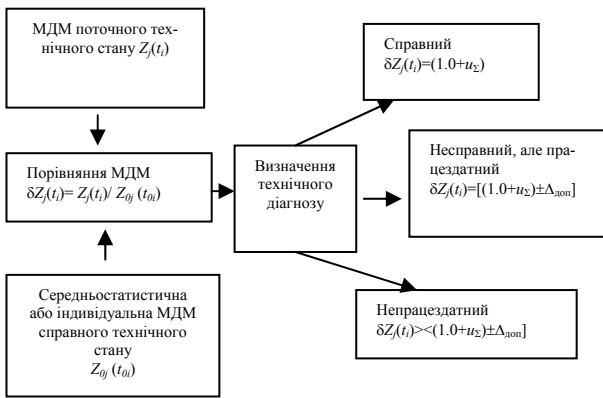 МДМ поточного тех-
нічного стану Zj(ti)
Порівняння МДМ
δZj(ti)= Zj(ti)/ Z0j (t0i)
Середньостатистична
або індивідуальна МДМ
справного технічного
стану
Z0j (t0i)
Визначення
технічного
діагнозу
Справний
δZj(ti)=(1.0+uΣ)
Несправний, але пра-
цездатний
δZj(ti)=[(1.0+uΣ)±Δдоп]
Непрацездатний
δZj(ti)><(1.0+uΣ)±Δдоп]